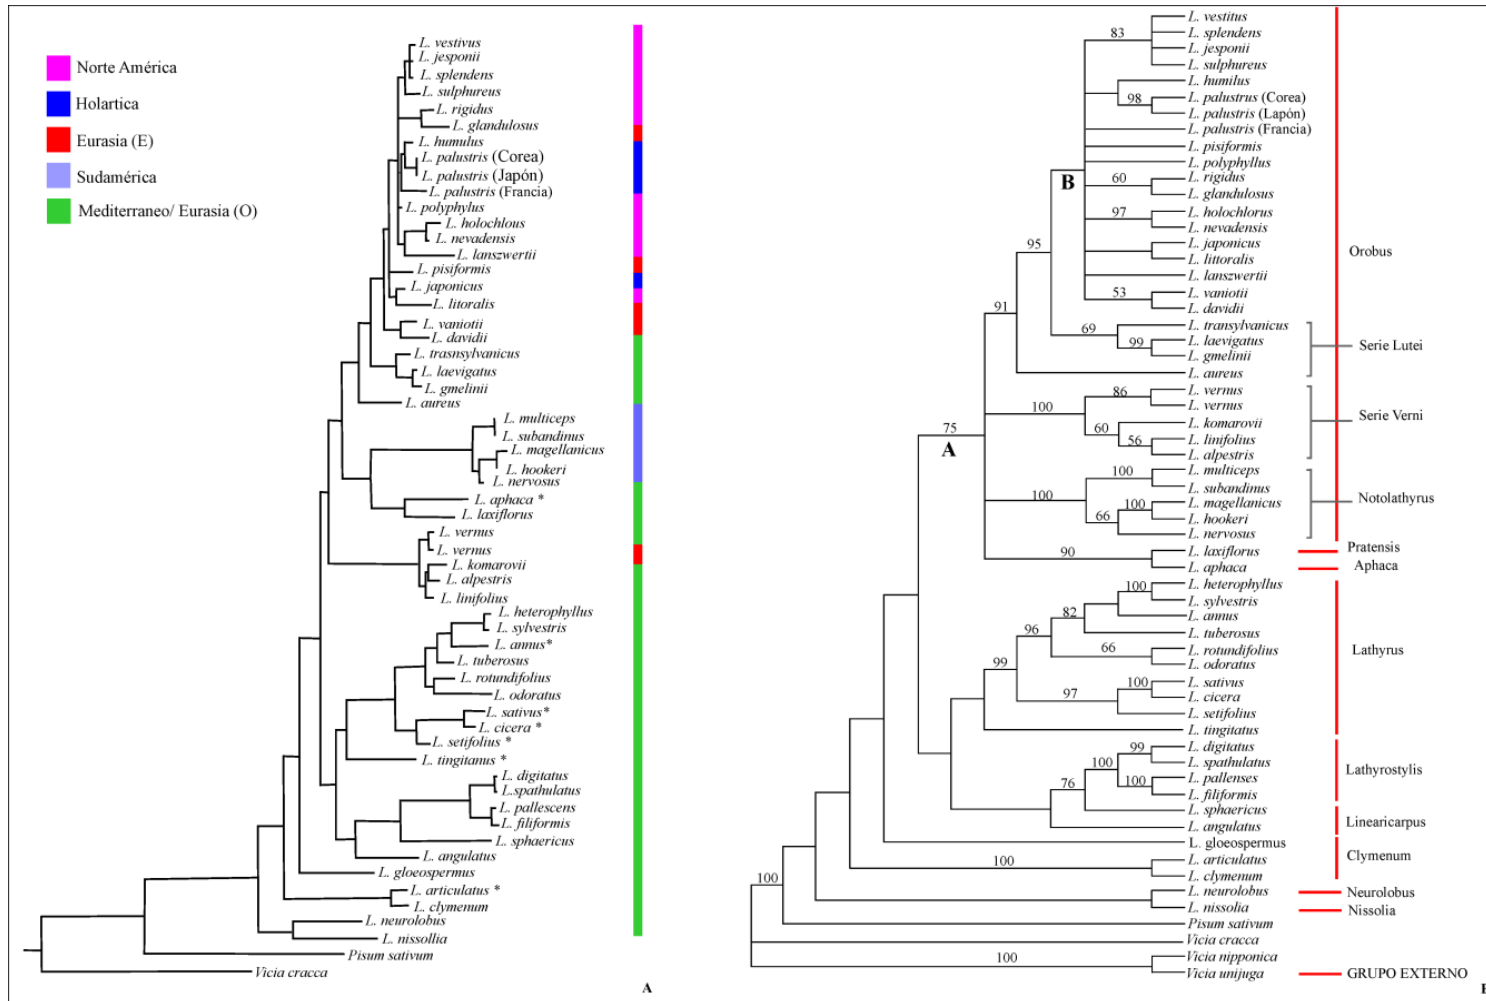 Norte América
Holartica
Eurasia (E)
Sudamérica
Mediterraneo/ Eurasia (O)
L. vestivus
L. jesponii
L. splendens
L. sulphureus
L. rigidus
L. glandulosus
L. humulus
L. palustris (Corea)
L. palustris (Japón)
L. palustris (Francia)
L. polyphylus
L. holochlous
L. nevadensis
L. lanszwertii
L. pisiformis
L. japonicus
L. litoralis
L. vaniotii
L. davidii
L. trasnsylvanicus
L. laevigatus
L. gmelinii
L. aureus
L. multiceps
L. subandinus
L. magellanicus
L. hookeri
L. nervosus
L. aphaca *
L. laxiflorus
L. vernus
L. vernus
L. komarovii
L. alpestris
L. linifolius
L. heterophyllus
L. sylvestris
L. annus*
L. tuberosus
L. rotundifolius
L. odoratus
L. sativus*
L. cicera *
L. setifolius *
L. tingitanus *
L. digitatus
L.spathulatus
L. pallescens
L. filiformis
L. sphaericus
L. angulatus
L. gloeospermus
L. articulatus *
L. clymenum
L. neurolobus
L. nissollia
Pisum sativum
Vicia cracca
A
L. vestitus
83
L. splendens
L. jesponii
L. sulphureus
L. humilus
98
L. palustrus (Corea)
L. palustris (Lapón)
L. palustris (Francia)
L. pisiformis
L. polyphyllus
B
60
L. rigidus
L. glandulosus
97
L. holochlorus
L. nevadensis
95
L. japonicus
L. littoralis
Orobus
L. lanszwertii
53
L. vaniotii
L. davidii
91
69
L. transylvanicus
99
L. laevigatus
Serie Lutei
L. gmelinii
L. aureus
86
L. vernus
100
L. vernus
Serie Verni
75
60
L. komarovii
A
56
L. linifolius
L. alpestris
100
L. multiceps
L. subandinus
100
Notolathyrus
100
L. magellanicus
66
L. hookeri
L. nervosus
90
L. laxiflorus
Pratensis
L. aphaca
Aphaca
100
L. heterophyllus
L. sylvestris
82
L. annus
96
L. tuberosus
66
L. rotundifolius
Lathyrus
L. odoratus
99
100
L. sativus
97
L. cicera
L. setifolius
L. tingitatus
99
L. digitatus
100
L. spathulatus
Lathyrostylis
76
100
L. pallenses
L. filiformis
L. sphaericus
Linearicarpus
L. angulatus
L. gloeospermus
Clymenum
100
L. articulatus
L. clymenum
100
L. neurolobus
Neurolobus
L. nissolia
Nissolia
Pisum sativum
Vicia cracca
100
Vicia nipponica
Vicia unijuga
GRUPO EXTERNO